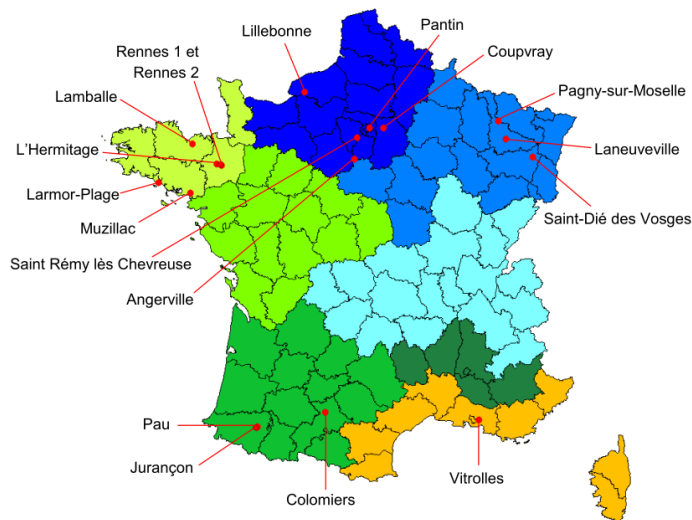 Pantin
Lillebonne
Coupvray
Rennes 1 et
Rennes 2
Pagny-sur-Moselle
Lamballe
Laneuveville
L'Hermitage
Larmor-Plage
Saint-Dié des Vosges
Muzillac
Saint Rémy lès Chevreuse
Angerville
Pau
Jurançon
Vitrolles
Colomiers